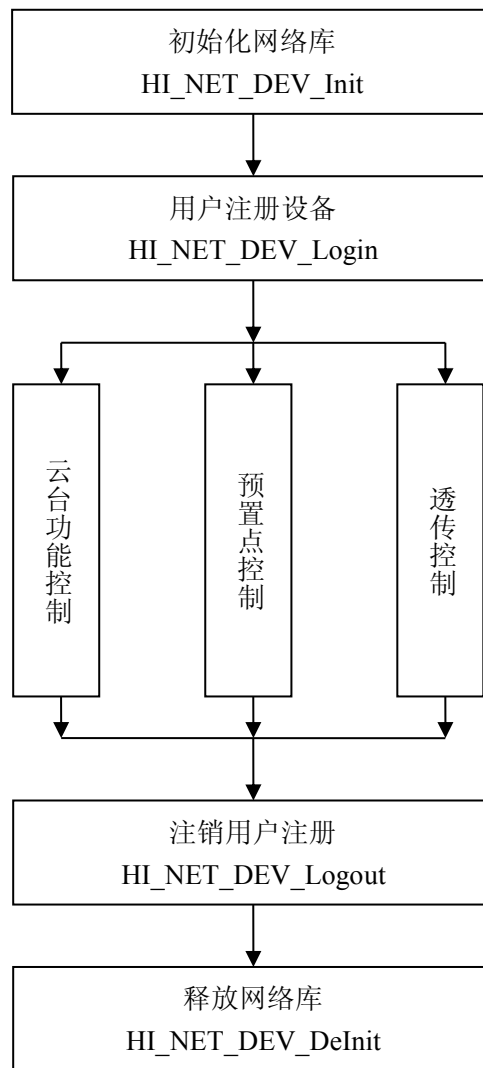 初始化网络库
HI_NET_DEV_Init
用户注册设备
HI_NET_DEV_Login
云台功能控制
预置点控制
透传控制
注销用户注册
HI_NET_DEV_Logout
释放网络库
HI_NET_DEV_DeInit